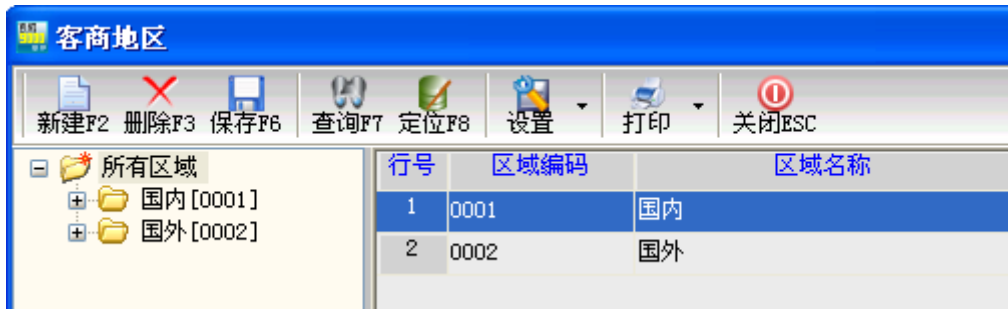 客商地区
新建F2 删除F3 保存F6 查询F7 定位F8 设置 打印 关闭ESC
所有区域
国内[0001]
国外[0002]
行号 区域编码 区域名称
1 0001 国内
2 0002 国外